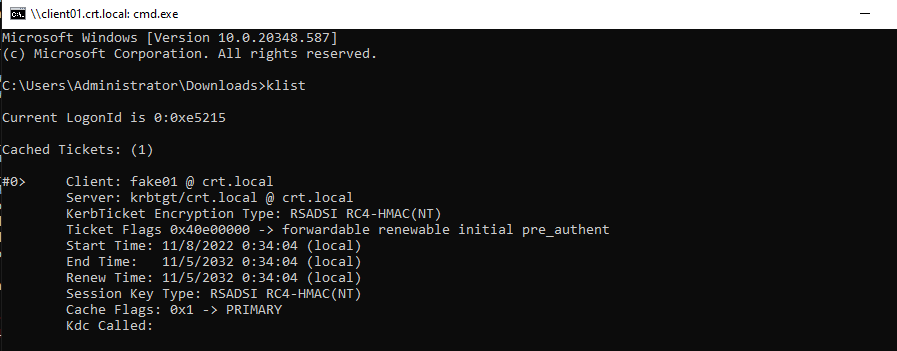 \\client01.crt.local: cmd.exe
Microsoft Windows [Version 10.0.20348.587]
(c) Microsoft Corporation. All rights reserved.
C:\Users\Administrator\Downloads>klist
Current LogonId is 0:0xe5215
Cached Tickets: (1)
#0>     Client: fake01 @ crt.local
        Server: krbtgt/crt.local @ crt.local
        KerbTicket Encryption Type: RSADSI RC4-HMAC(NT)
        Ticket Flags 0x40e00000 -> forwardable renewable initial pre_authent
        Start Time: 11/8/2022 0:34:04 (local)
        End Time:   11/5/2032 0:34:04 (local)
        Renew Time: 11/5/2032 0:34:04 (local)
        Session Key Type: RSADSI RC4-HMAC(NT)
        Cache Flags: 0x1 -> PRIMARY
        Kdc Called: